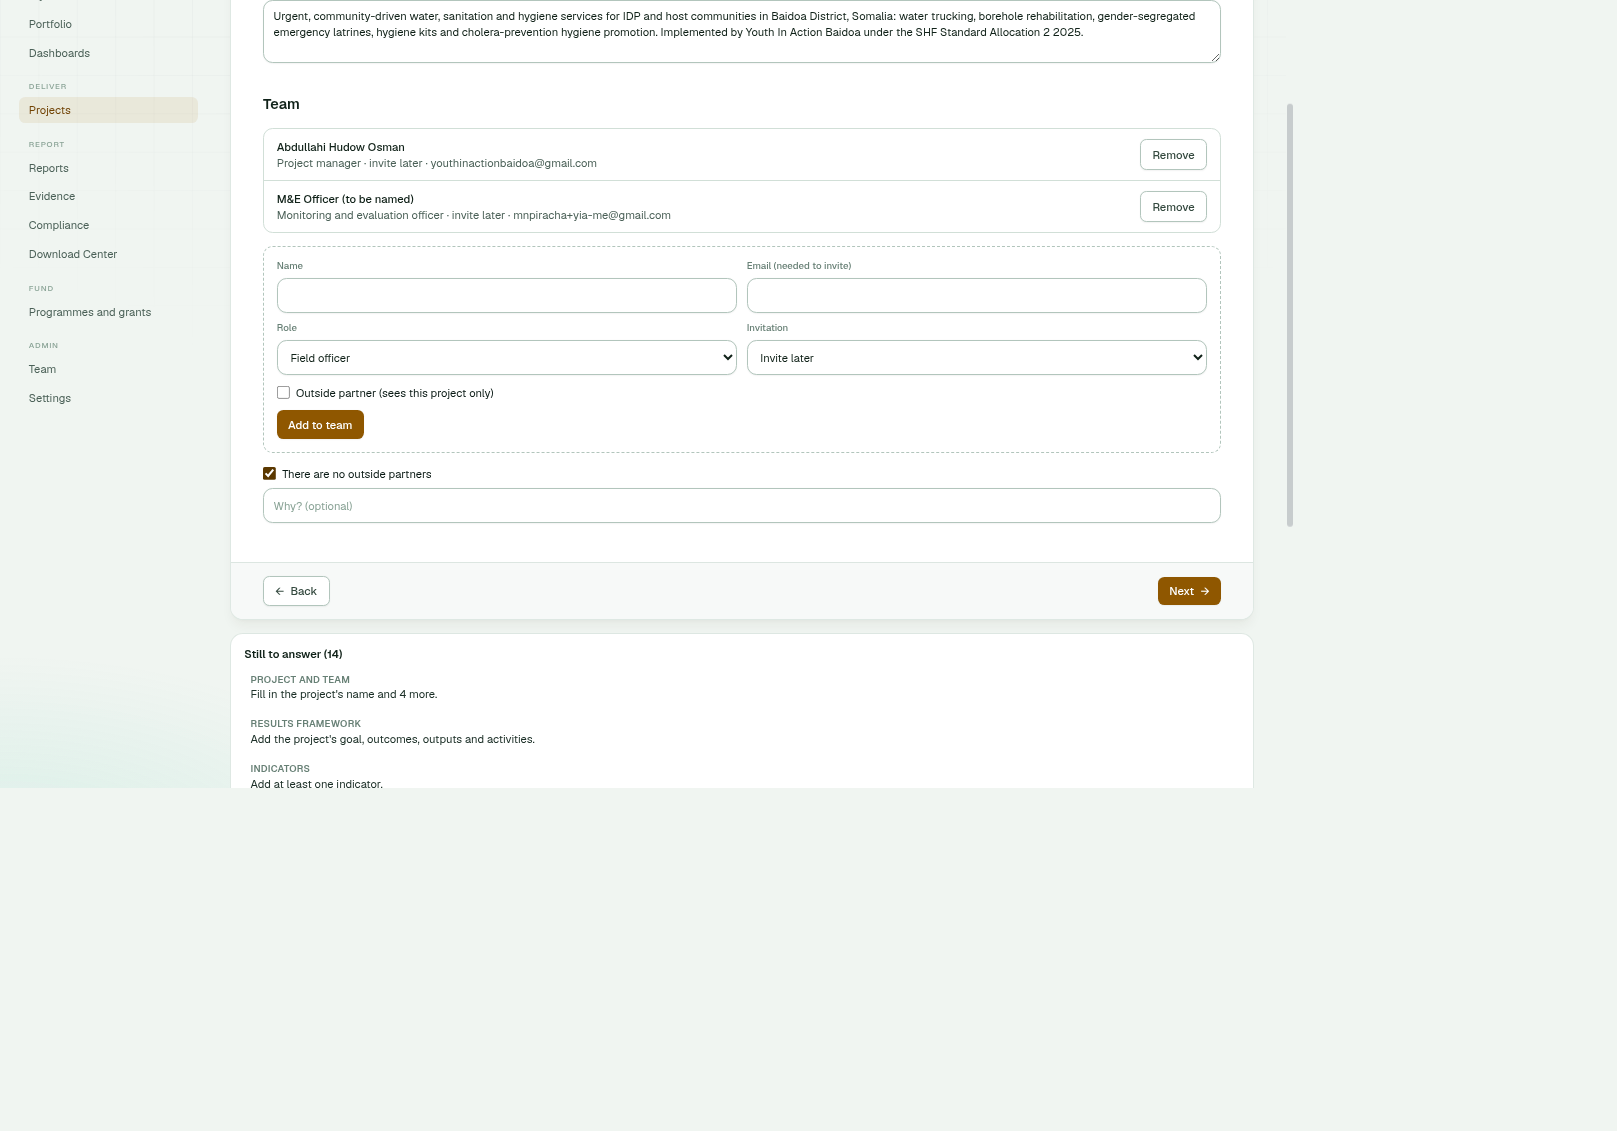 Portfolio
Dashboards
DELIVER
Projects
REPORT
Reports
Evidence
Compliance
Download Center
FUND
Programmes and grants
ADMIN
Team
Settings
Urgent, community-driven water, sanitation and hygiene services for IDP and host communities in Baidoa District, Somalia: water trucking, borehole rehabilitation, gender-segregated
emergency latrines, hygiene kits and cholera-prevention hygiene promotion. Implemented by Youth In Action Baidoa under the SHF Standard Allocation 2 2025.
Team
Abdullahi Hudow Osman
Project manager · invite later · youthinactionbaidoa@gmail.com
Remove
M&E Officer (to be named)
Monitoring and evaluation officer · invite later · mnpiracha+yia-me@gmail.com
Remove
Name
Email (needed to invite)
Role
Invitation
Field officer
Invite later
Outside partner (sees this project only)
Add to team
There are no outside partners
Why? (optional)
← Back
Next →
Still to answer (14)
PROJECT AND TEAM
Fill in the project's name and 4 more.
RESULTS FRAMEWORK
Add the project's goal, outcomes, outputs and activities.
INDICATORS
Add at least one indicator.